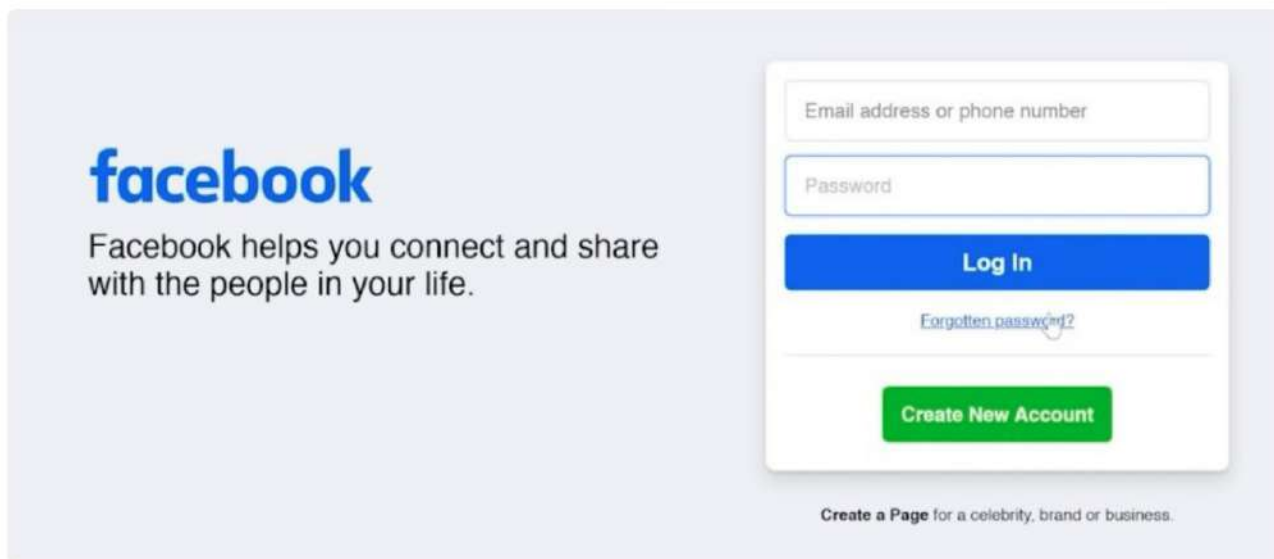 facebook
Facebook helps you connect and share
with the people in your life.
Email address or phone number
Password
Log In
Forgotten password?
Create New Account
Create a Page for a celebrity, brand or business.